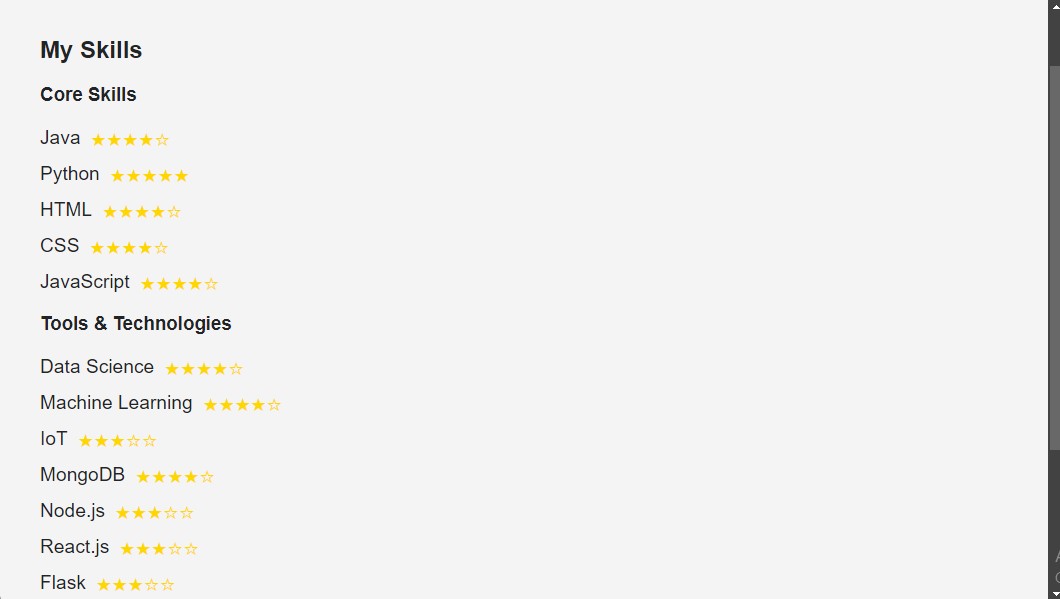 My Skills
Core Skills
Java ★★★★☆
Python ★★★★★
HTML ★★★★☆
CSS ★★★★☆
JavaScript ★★★★☆
Tools & Technologies
Data Science ★★★★☆
Machine Learning ★★★★☆
IoT ★★★☆☆
MongoDB ★★★★☆
Node.js ★★★☆☆
React.js ★★★☆☆
Flask ★★★☆☆